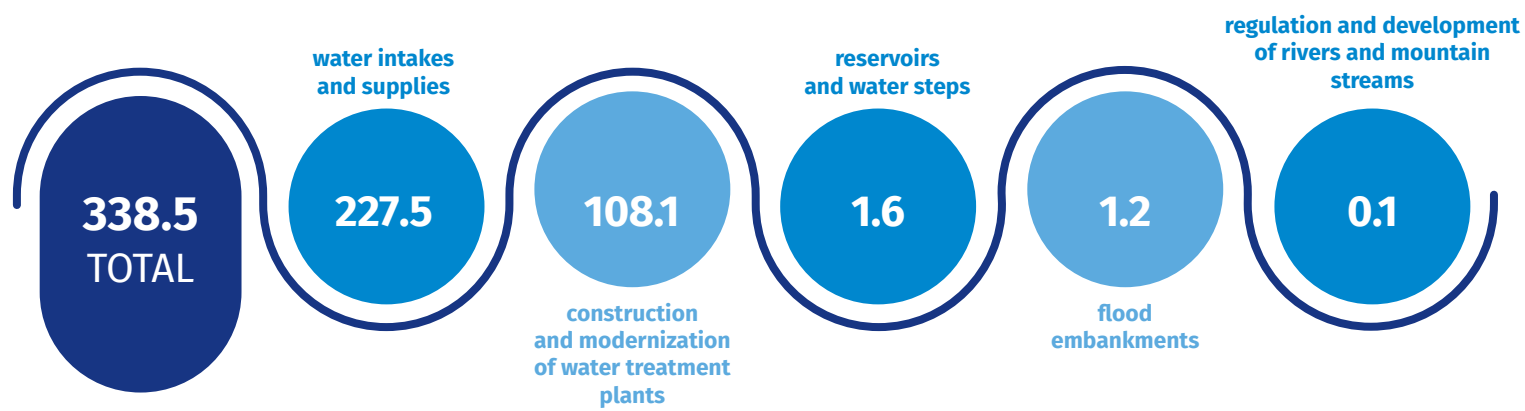 338.5
TOTAL
water intakes
and supplies
227.5
108.1
construction
and modernization
of water treatment
plants
reservoirs
and water steps
1.6
1.2
flood
embankments
regulation and development
of rivers and mountain
streams
0.1